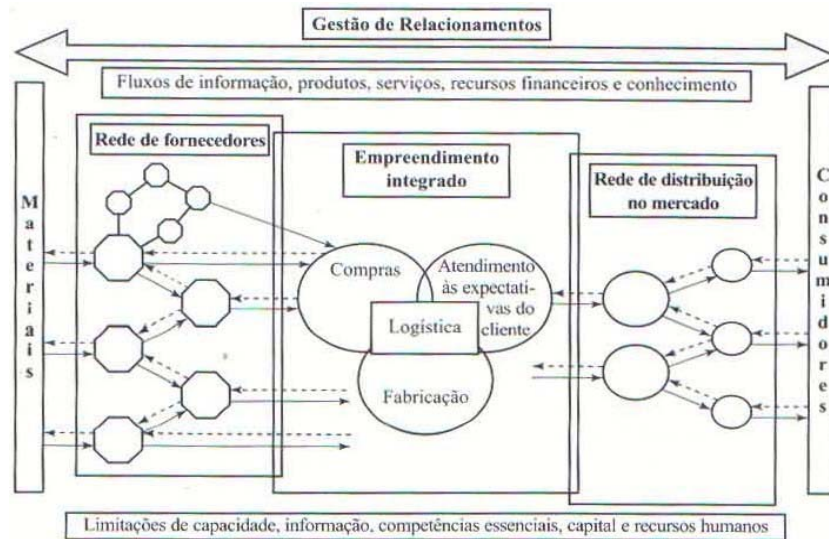 Gestão de Relacionamentos
Fluxos de informação, produtos, serviços, recursos financeiros e conhecimento
Materiais
Rede de fornecedores
Empreendimento
integrado
Rede de distribuição
no mercado
Consumidores
Compras
Atendimento
às expectati-
vas do
cliente
Logística
Fabricação
Limitações de capacidade, informação, competências essenciais, capital e recursos humanos